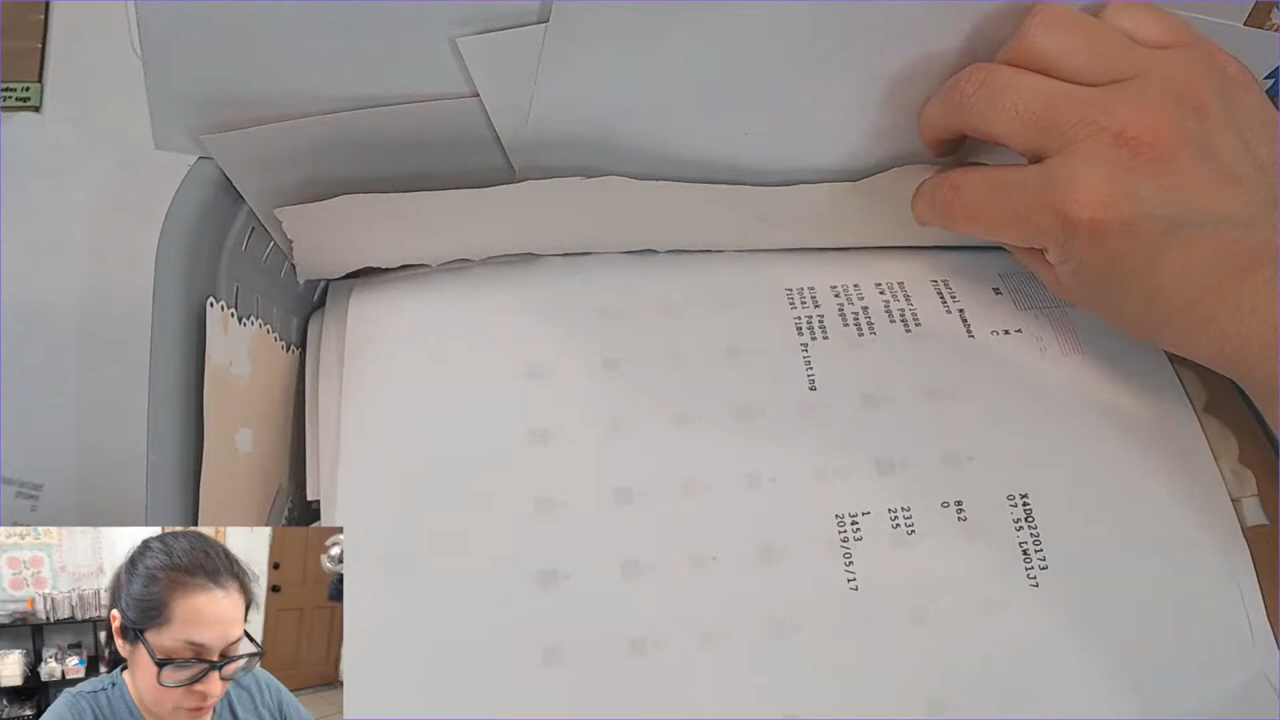 BK Y
M
C
Serial Number X4DQ220173
Firmware 07.55.LW01J7
Borderless
Color Pages 862
B/W Pages 0
With Border
Color Pages 2335
B/W Pages 255
Blank Pages 1
Total Pages 3453
First Time Printing 2019/05/17